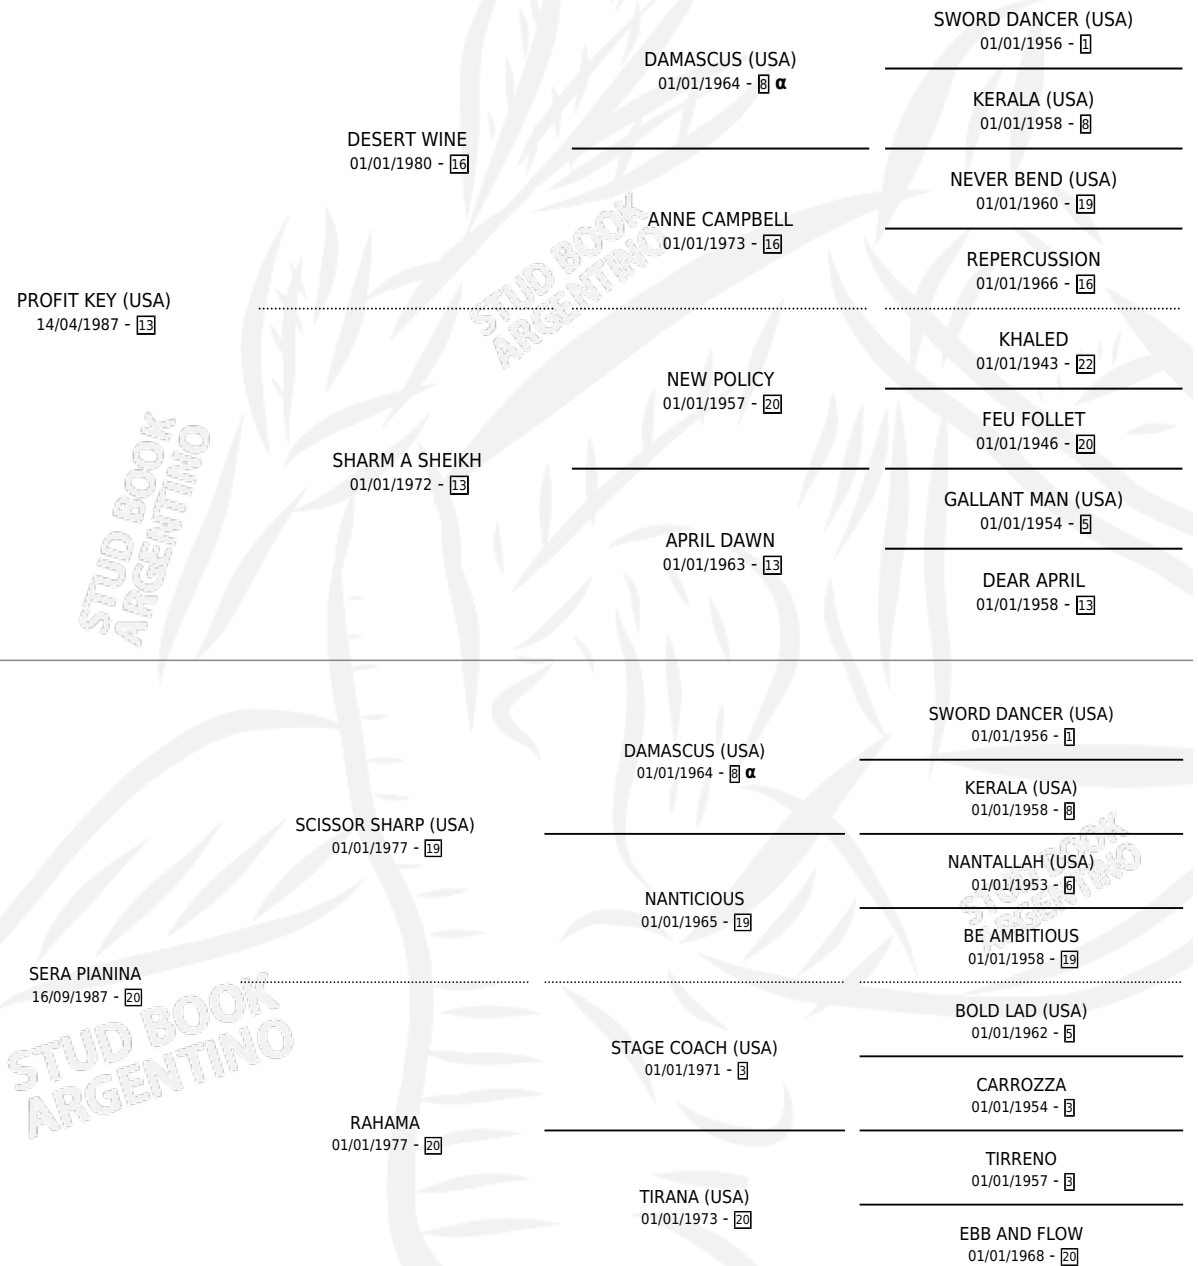 SWORD DANCER (USA)
01/01/1956 - 1
DAMASCUS (USA)
01/01/1964 - 8 α
KERALA (USA)
01/01/1958 - 8
DESERT WINE
01/01/1980 - 16
NEVER BEND (USA)
01/01/1960 - 19
ANNE CAMPBELL
01/01/1973 - 16
REPERCUSSION
01/01/1966 - 16
PROFIT KEY (USA)
14/04/1987 - 13
KHALED
01/01/1943 - 22
NEW POLICY
01/01/1957 - 20
FEU FOLLET
01/01/1946 - 20
SHARM A SHEIKH
01/01/1972 - 13
GALLANT MAN (USA)
01/01/1954 - 5
APRIL DAWN
01/01/1963 - 13
DEAR APRIL
01/01/1958 - 13
STUD BOOK
ARGENTINO
STUD BOOK
ARGENTINO
SWORD DANCER (USA)
01/01/1956 - 1
DAMASCUS (USA)
01/01/1964 - 8 α
KERALA (USA)
01/01/1958 - 8
SCISSOR SHARP (USA)
01/01/1977 - 19
NANTALLAH (USA)
01/01/1953 - 6
NANTICIOUS
01/01/1965 - 19
BE AMBITIOUS
01/01/1958 - 19
SERA PIANINA
16/09/1987 - 20
BOLD LAD (USA)
01/01/1962 - 5
STAGE COACH (USA)
01/01/1971 - 3
CARROZZA
01/01/1954 - 3
RAHAMA
01/01/1977 - 20
TIRRENO
01/01/1957 - 3
TIRANA (USA)
01/01/1973 - 20
EBB AND FLOW
01/01/1968 - 20
STUD BOOK
ARGENTINO
STUD BOOK
ARGENTINO